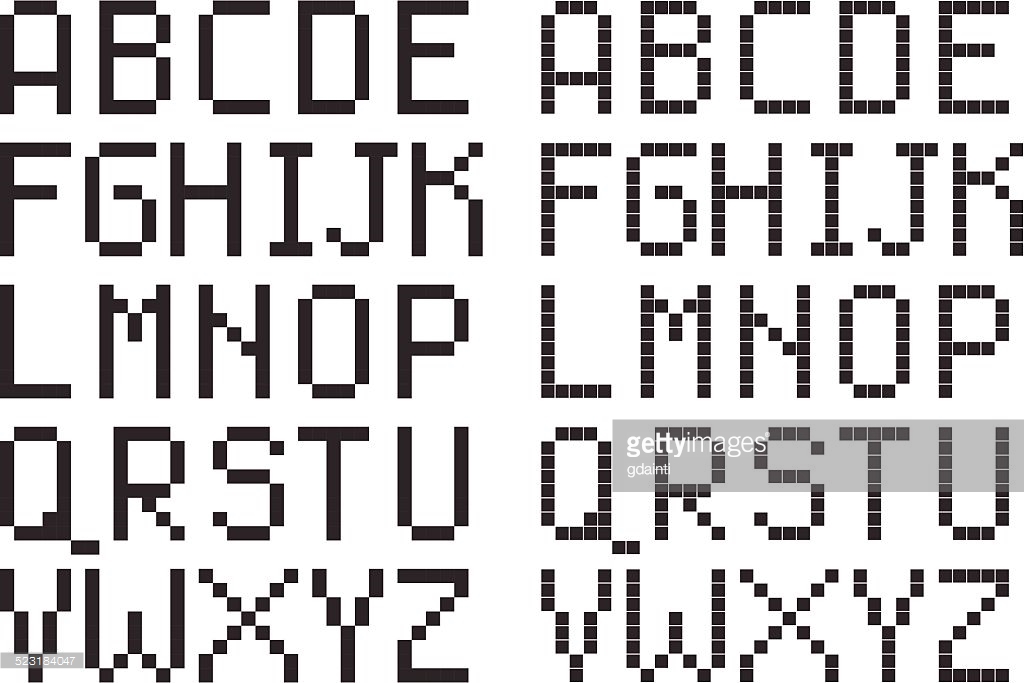 ABCDE ABCDE
FGHIJK FGHIJK
LMNOP LMNOP
QRSTU QRSTU
gettyimages
gdainti
VWXYZ VWXYZ
523184047